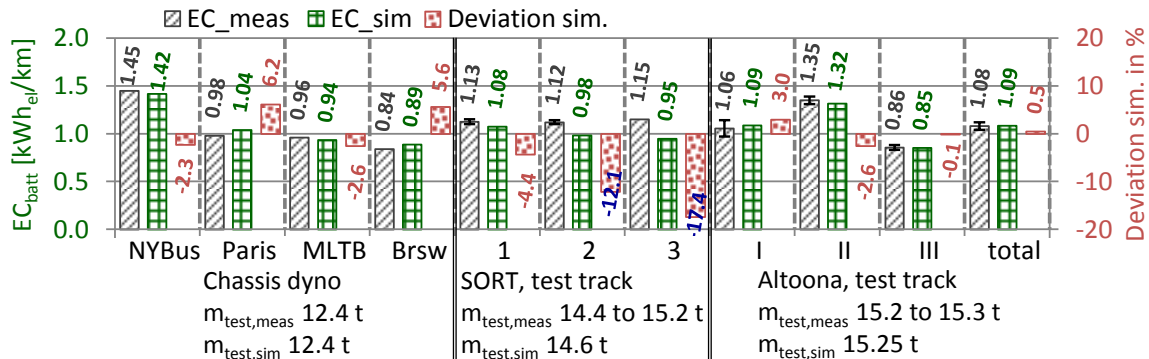 EC_meas EC_sim Deviation sim.
EC_batt [kWh_el/km]
2.0
1.5
1.0
0.5
0.0
1.45 1.42 -2.3 0.98 1.04 6.2 0.96 0.94 -2.6 0.84 0.89 5.6 1.13 1.08 -4.4 1.12 0.98 -12.1 1.15 0.95 -17.4 1.06 1.09 3.0 1.35 1.32 -2.6 0.86 0.85 -0.1 1.08 1.09 0.5
20
10
0
-10
-20
Deviation sim. in %
NYBus Paris MLTB Brsw 1 2 3 I II III total
Chassis dyno SORT, test track Altoona, test track
m_test,meas 12.4 t m_test,meas 14.4 to 15.2 t m_test,meas 15.2 to 15.3 t
m_test,sim 12.4 t m_test,sim 14.6 t m_test,sim 15.25 t